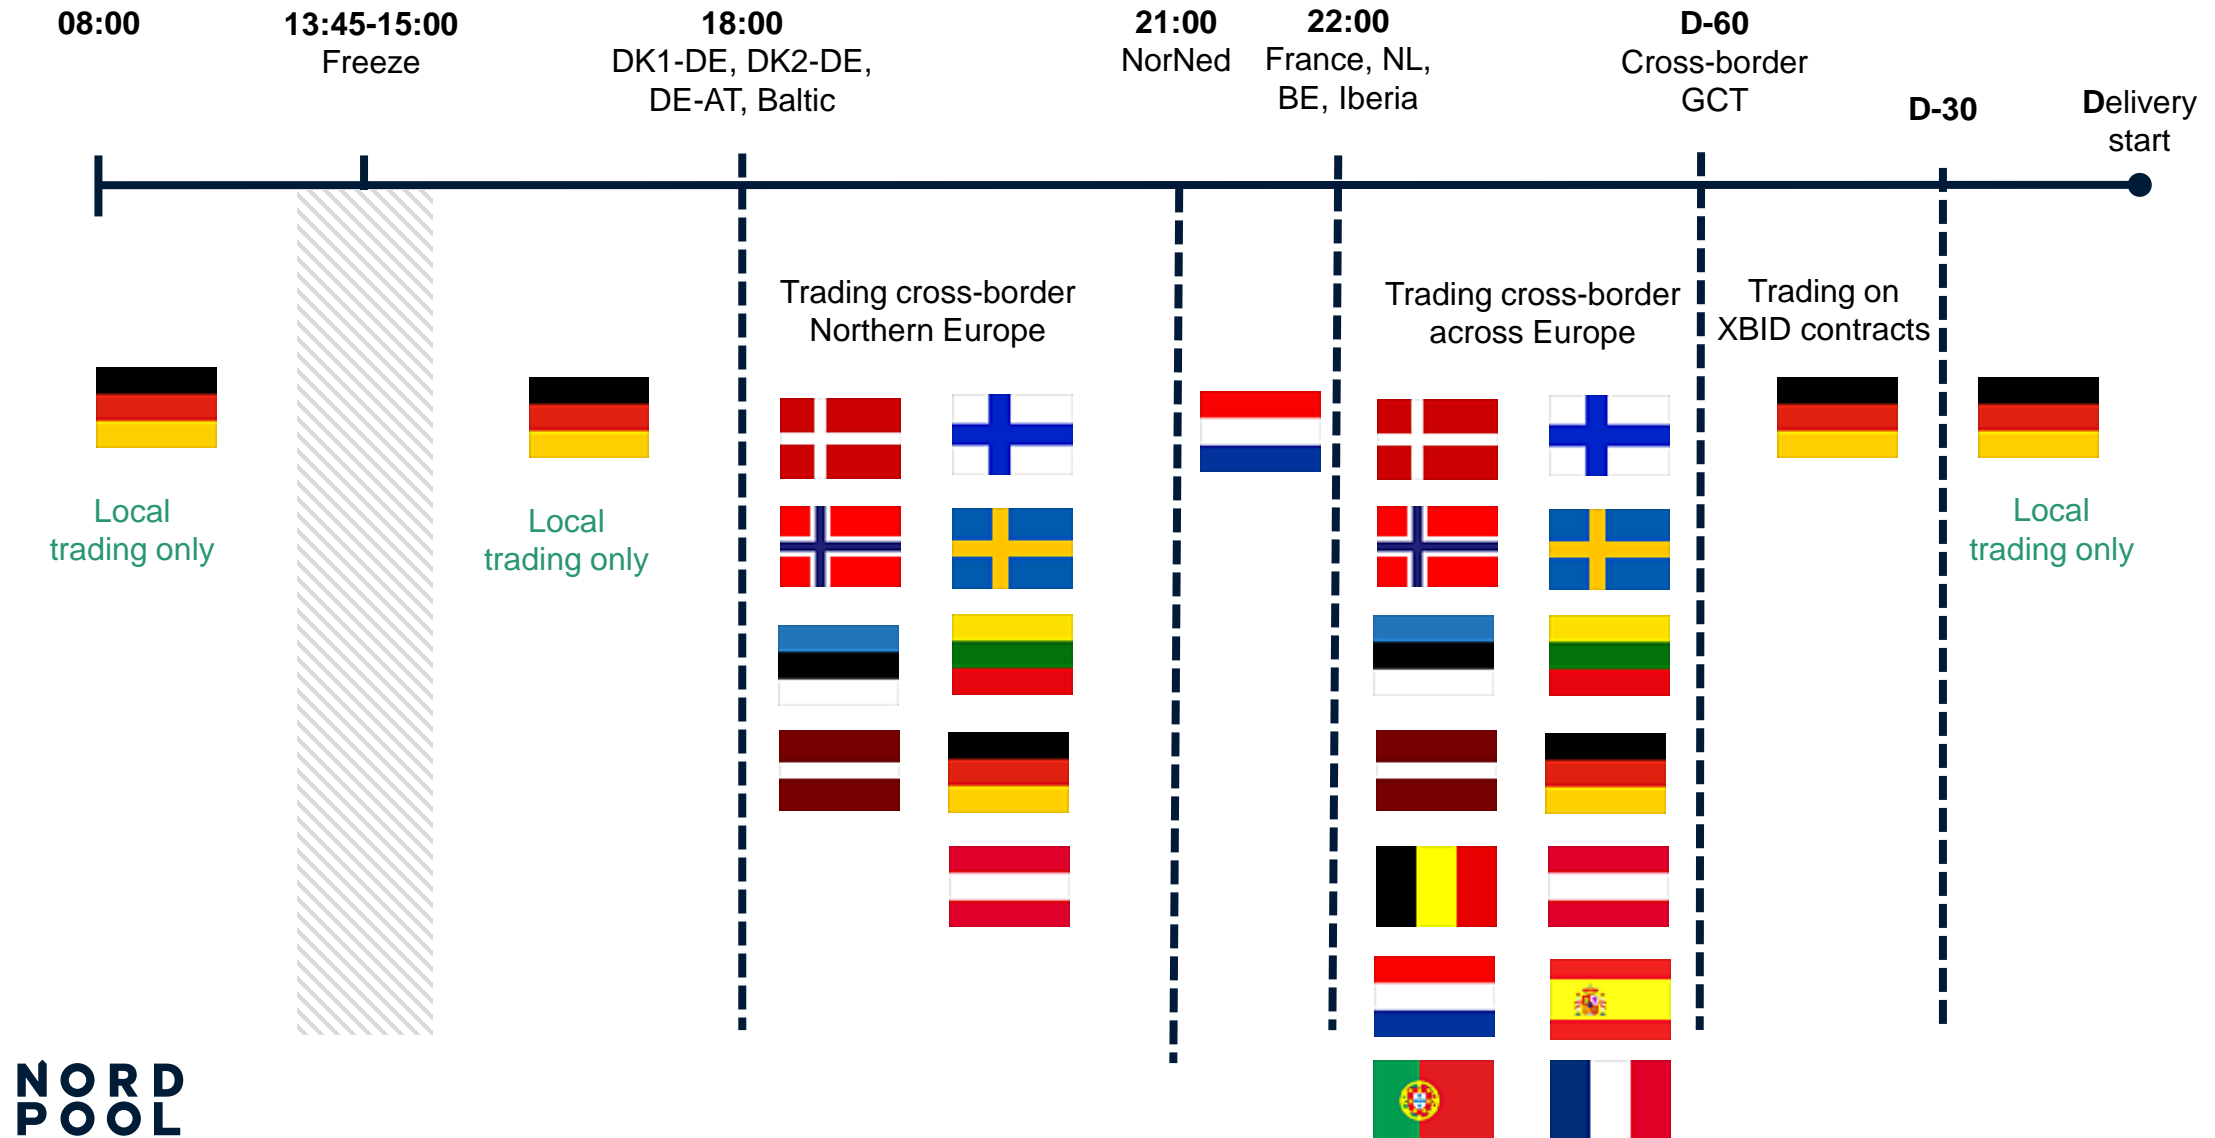 08:00
13:45-15:00
Freeze
18:00
DK1-DE, DK2-DE,
DE-AT, Baltic
21:00
NorNed
22:00
France, NL,
BE, Iberia
D-60
Cross-border
GCT
D-30
Delivery
start
Trading cross-border
Northern Europe
Trading cross-border
across Europe
Trading on
XBID contracts
Local
trading only
Local
trading only
Local
trading only
NORD
POOL